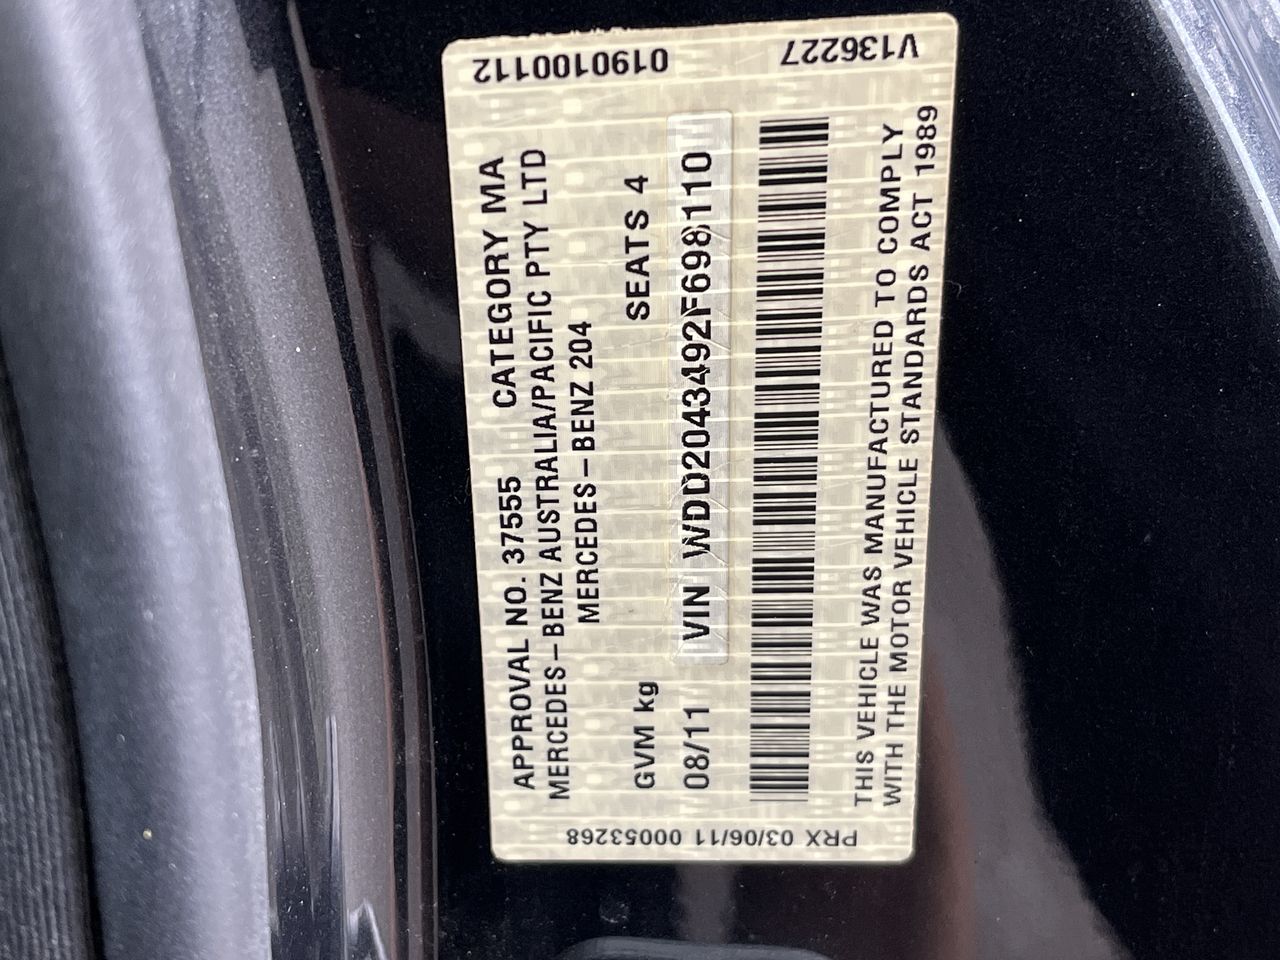 APPROVAL NO. 37555 CATEGORY MA
MERCEDES-BENZ AUSTRALIA/PACIFIC PTY LTD
MERCEDES-BENZ 204
GVM kg SEATS 4
08/11 VIN WDD2043492F698110
THIS VEHICLE WAS MANUFACTURED TO COMPLY
WITH THE MOTOR VEHICLE STANDARDS ACT 1989
0190100112
V136227
PRX 03/06/11 00053268